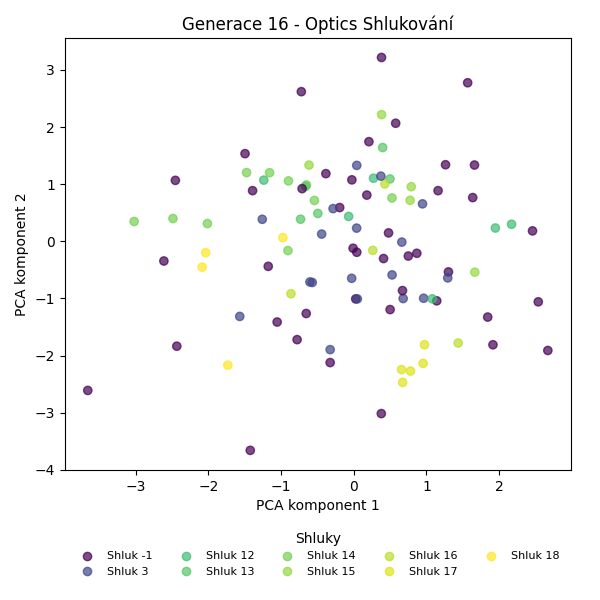 Generace 16 - Optics Shlukování
3
2
1
0
−1
−2
−3
−4
PCA komponent 2
−3 −2 −1 0 1 2
PCA komponent 1
Shluky
Shluk -1 Shluk 12 Shluk 14 Shluk 16 Shluk 18
Shluk 3 Shluk 13 Shluk 15 Shluk 17